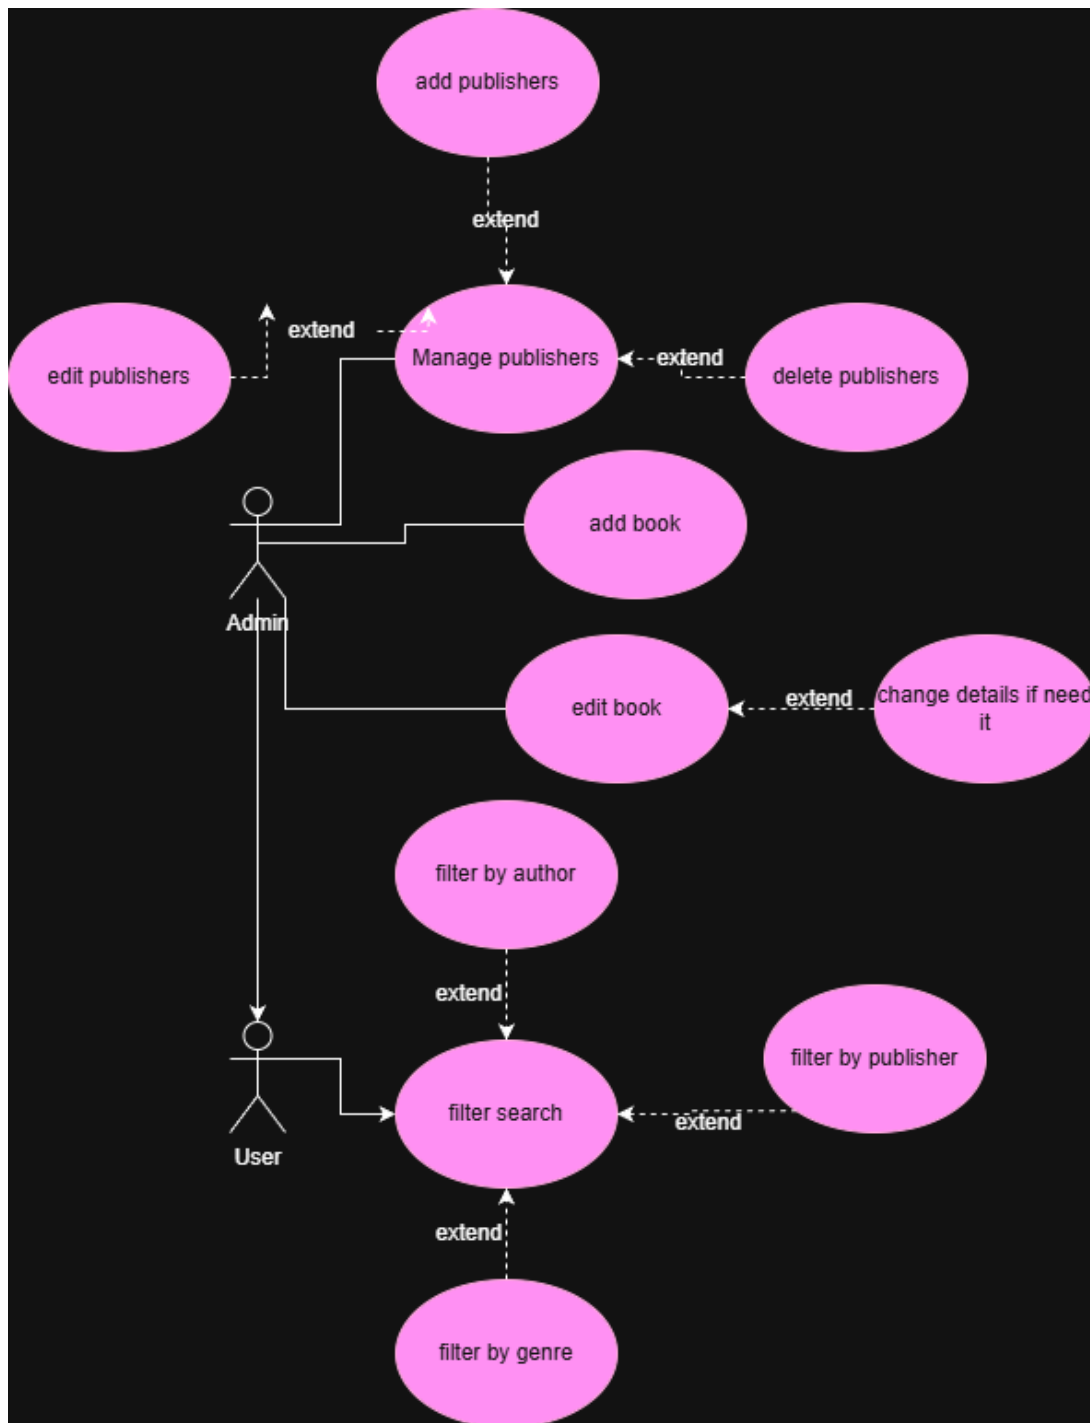 add publishers
extend
edit publishers
extend
Manage publishers
extend
delete publishers
add book
Admin
edit book
extend
change details if need
it
filter by author
extend
filter by publisher
filter search
extend
User
extend
filter by genre